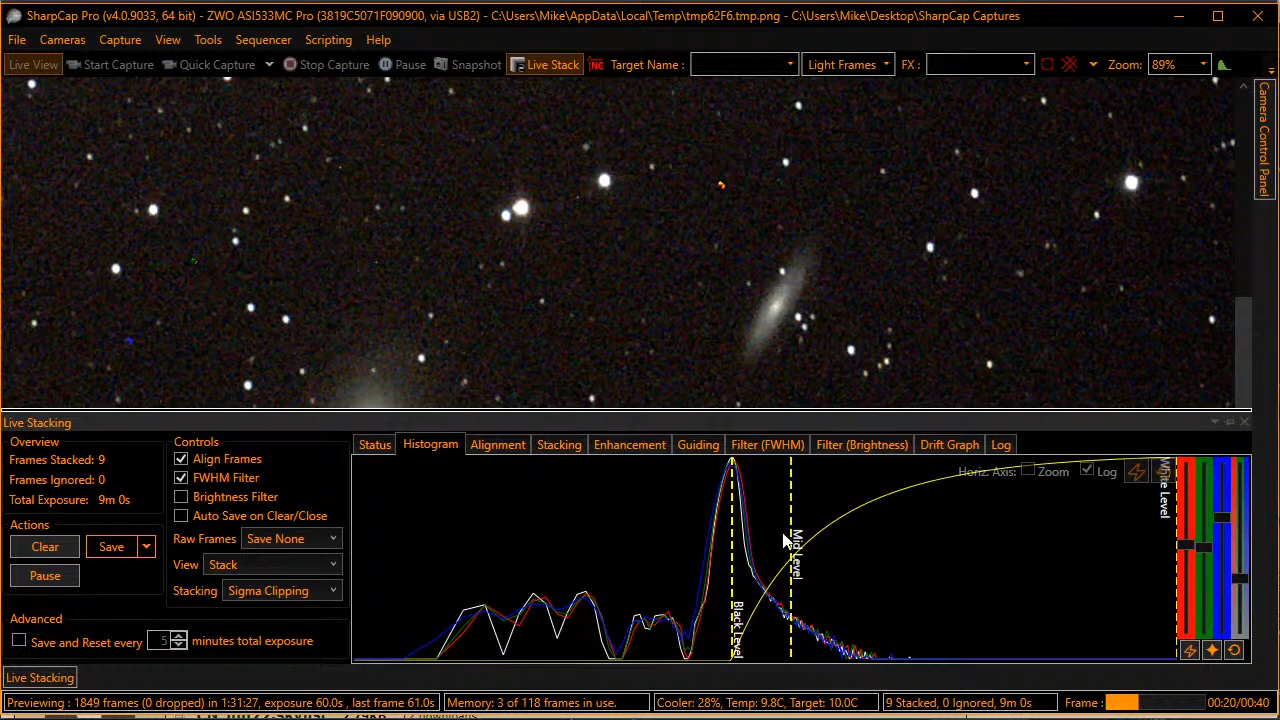 SharpCap Pro (v4.0.9033, 64 bit) - ZWO ASI533MC Pro (3819C5071F090900, via USB2) - C:\Users\Mike\AppData\Local\Temp\tmp62F6.tmp.png - C:\Users\Mike\Desktop\SharpCap Captures
File Cameras Capture View Tools Sequencer Scripting Help
Live View Start Capture Quick Capture Stop Capture Pause Snapshot Live Stack NG Target Name : Light Frames FX : Zoom: 89%
Camera Control Panel
Live Stacking
Overview
Frames Stacked: 9
Frames Ignored: 0
Total Exposure: 9m 0s
Actions
Clear Save
Pause
Advanced
Save and Reset every 5 minutes total exposure
Controls
Align Frames
FWHM Filter
Brightness Filter
Auto Save on Clear/Close
Raw Frames Save None
View Stack
Stacking Sigma Clipping
Status Histogram Alignment Stacking Enhancement Guiding Filter (FWHM) Filter (Brightness) Drift Graph Log
Horiz. Axis: Zoom Log
Black Level
Mid Level
White Level
Live Stacking
Previewing : 1849 frames (0 dropped) in 1:31:27, exposure 60.0s , last frame 61.0s Memory: 3 of 118 frames in use. Cooler: 28%, Temp: 9.8C, Target: 10.0C 9 Stacked, 0 Ignored, 9m 0s Frame : 00:20/00:40